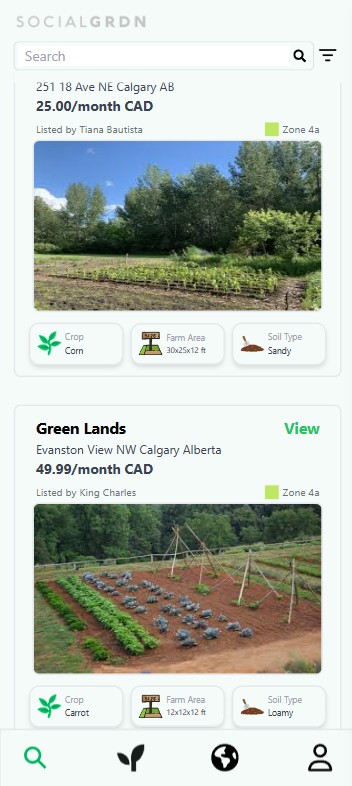 SOCIALGRDN
Search
251 18 Ave NE Calgary AB
25.00/month CAD
Listed by Tiana Bautista Zone 4a
Crop Farm Area Soil Type
Corn 30x25x12 ft Sandy
Green Lands View
Evanston View NW Calgary Alberta
49.99/month CAD
Listed by King Charles Zone 4a
Crop Farm Area Soil Type
Carrot 12x12x12 ft Loamy